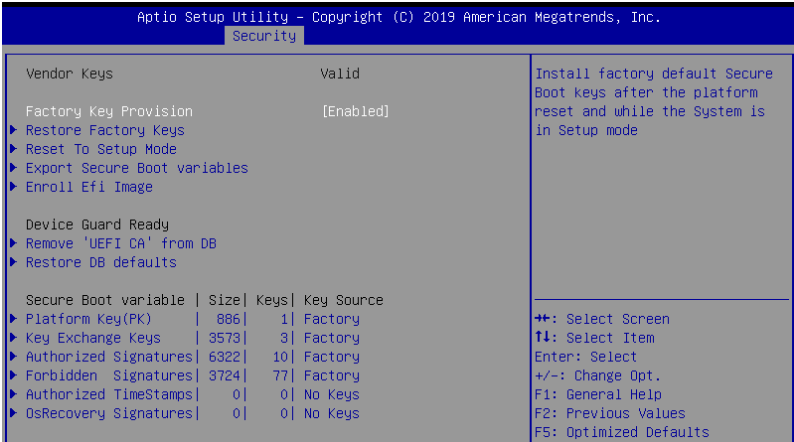 Aptio Setup Utility – Copyright (C) 2019 American Megatrends, Inc.
Security
Vendor Keys Valid
Factory Key Provision [Enabled]
Restore Factory Keys
Reset To Setup Mode
Export Secure Boot variables
Enroll Efi Image
Device Guard Ready
Remove 'UEFI CA' from DB
Restore DB defaults
Secure Boot variable | Size| Keys| Key Source
Platform Key(PK) | 886| 1| Factory
Key Exchange Keys | 3573| 3| Factory
Authorized Signatures| 6322| 10| Factory
Forbidden Signatures| 3724| 77| Factory
Authorized TimeStamps| 0| 0| No Keys
OsRecovery Signatures| 0| 0| No Keys
Install factory default Secure
Boot keys after the platform
reset and while the System is
in Setup mode
→←: Select Screen
↑↓: Select Item
Enter: Select
+/-: Change Opt.
F1: General Help
F2: Previous Values
F5: Optimized Defaults